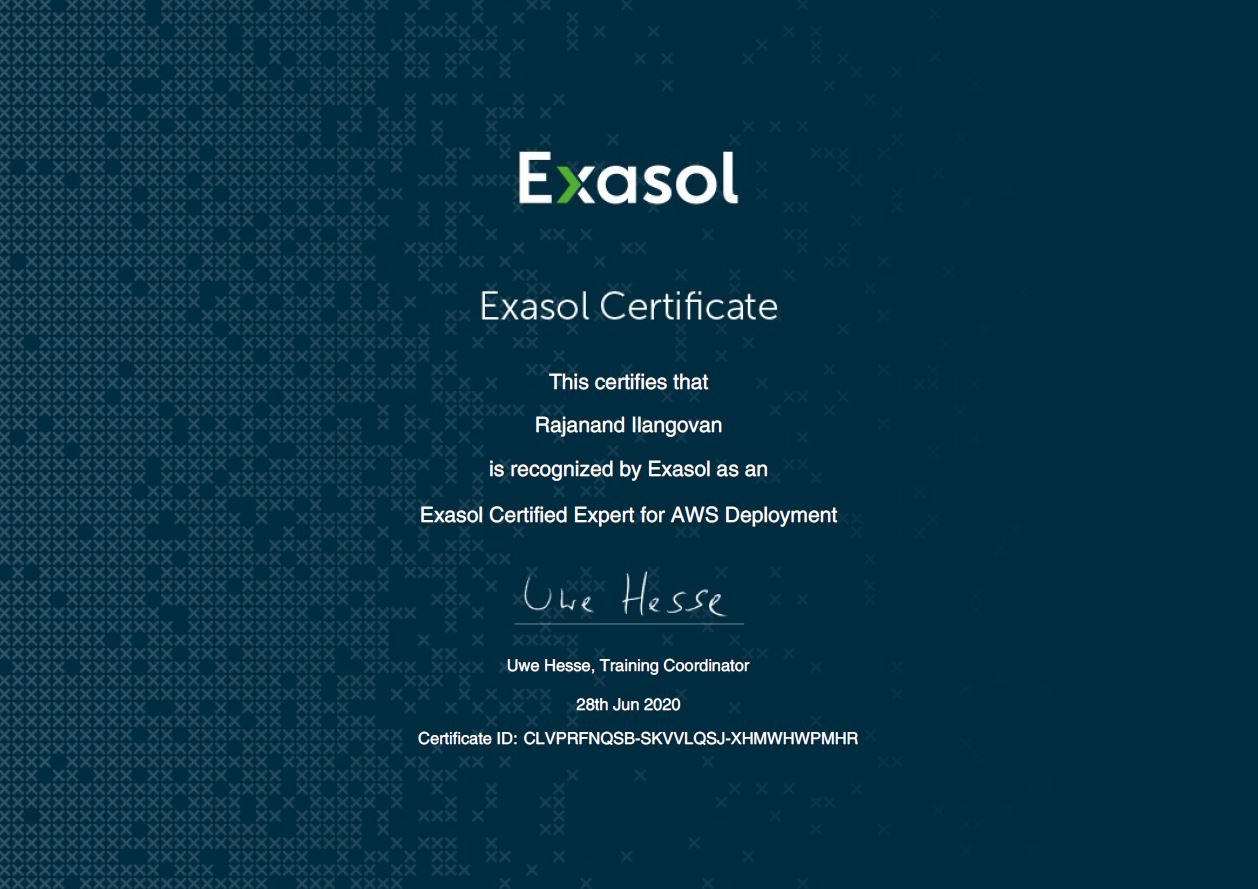 Exasol
Exasol Certificate
This certifies that
Rajanand Ilangovan
is recognized by Exasol as an
Exasol Certified Expert for AWS Deployment
Uwe Hesse
Uwe Hesse, Training Coordinator
28th Jun 2020
Certificate ID: CLVPRFNQSB-SKVVLQSJ-XHMWHWPMHR